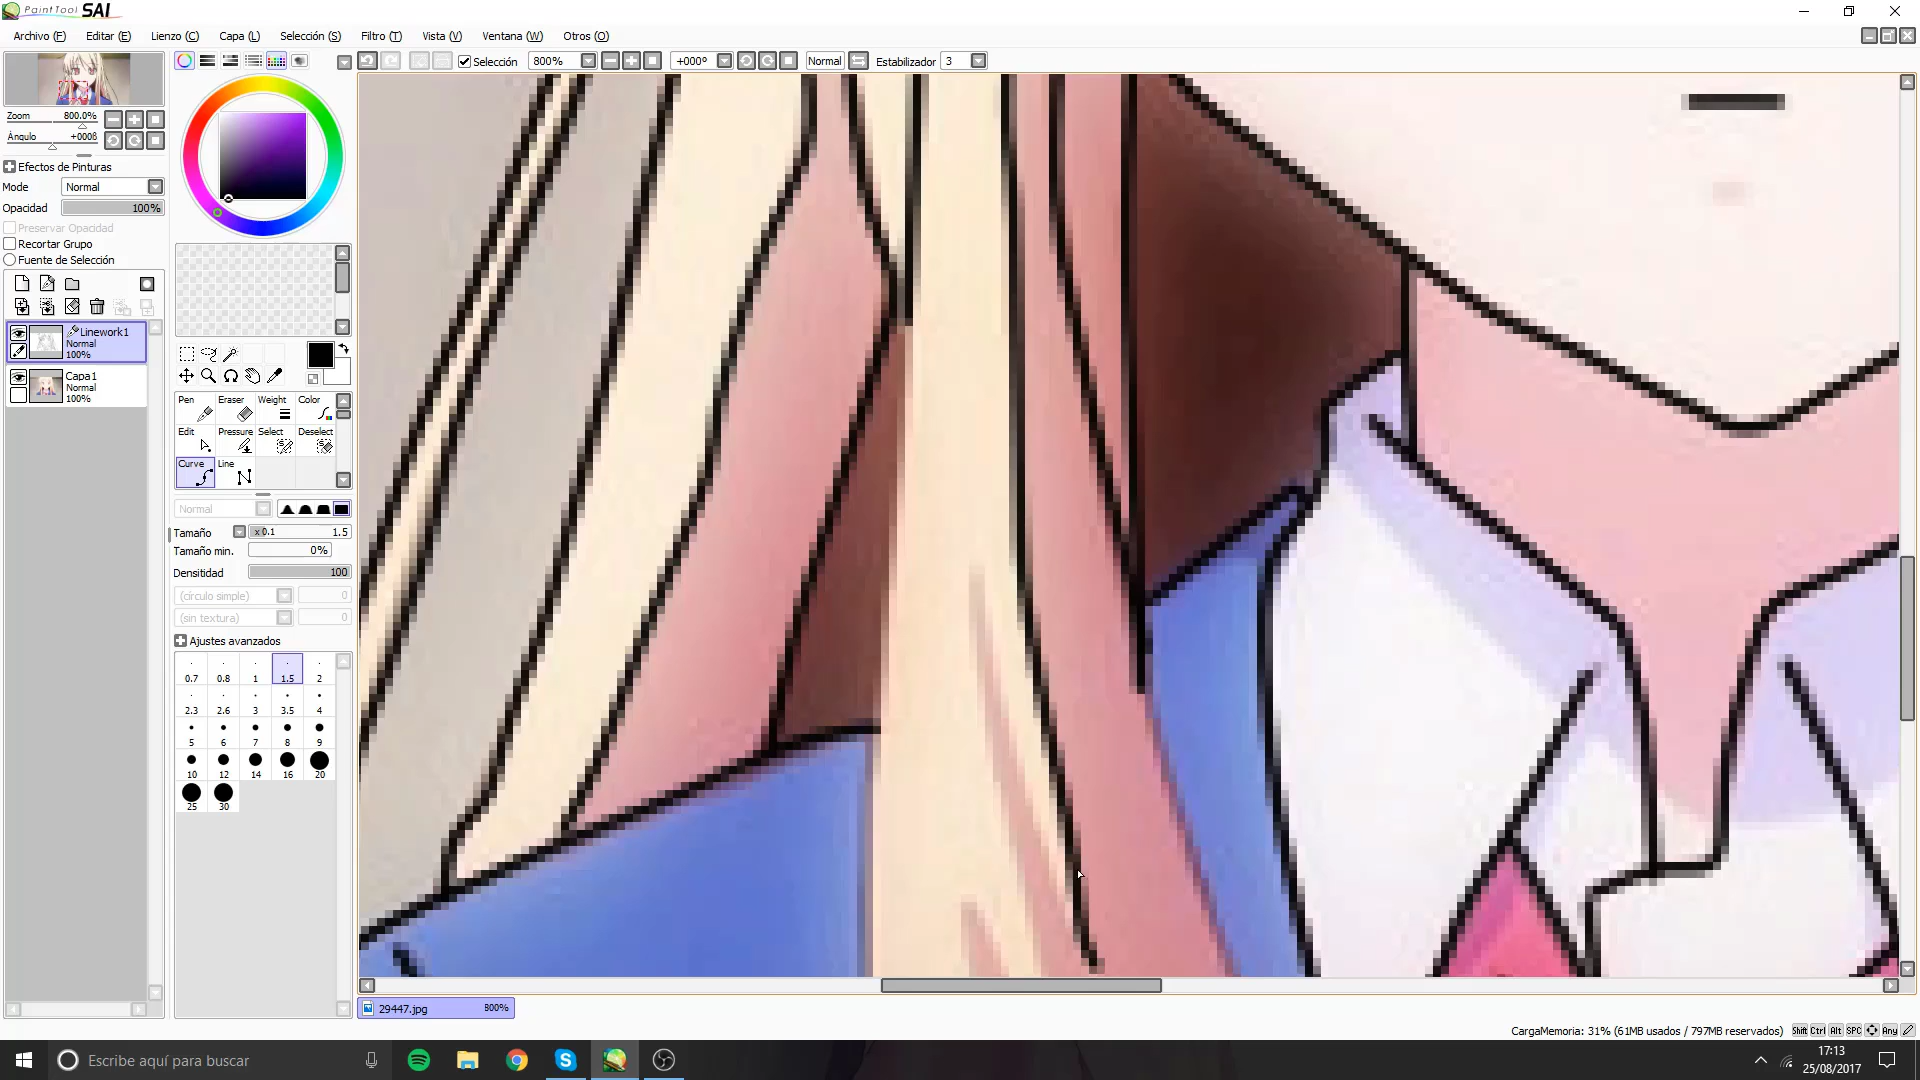 PaintTool SAI
Archivo (F) Editar (E) Lienzo (C) Capa (L) Selección (S) Filtro (T) Vista (V) Ventana (W) Otros (O)
Selección 800% +000º Normal Estabilizador 3
Zoom 800.0%
Ángulo +000ß
Efectos de Pinturas
Mode Normal
Opacidad 100%
Preservar Opacidad
Recortar Grupo
Fuente de Selección
Linework1
Normal
100%
Capa1
Normal
100%
Pen Eraser Weight Color
Edit Pressure Select Deselect
Curve Line
Normal
Tamaño x0.1 1.5
Tamaño min. 0%
Densitidad 100
(círculo simple) 0
(sin textura) 0
Ajustes avanzados
0.7 0.8 1 1.5 2
2.3 2.6 3 3.5 4
5 6 7 8 9
10 12 14 16 20
25 30
29447.jpg 800%
CargaMemoria: 31% (61MB usados / 797MB reservados) Shift Ctrl Alt SPC Any
Escribe aquí para buscar
17:13
25/08/2017